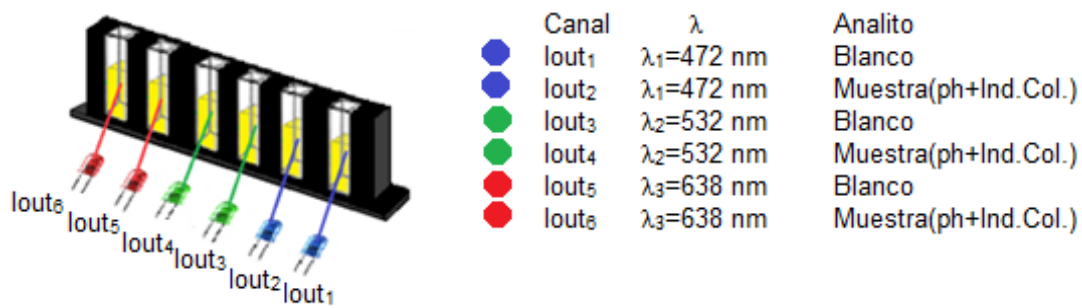 Iout₆
Iout₅
Iout₄
Iout₃
Iout₂
Iout₁
Canal λ Analito
Iout₁ λ₁=472 nm Blanco
Iout₂ λ₁=472 nm Muestra(ph+Ind.Col.)
Iout₃ λ₂=532 nm Blanco
Iout₄ λ₂=532 nm Muestra(ph+Ind.Col.)
Iout₅ λ₃=638 nm Blanco
Iout₆ λ₃=638 nm Muestra(ph+Ind.Col.)